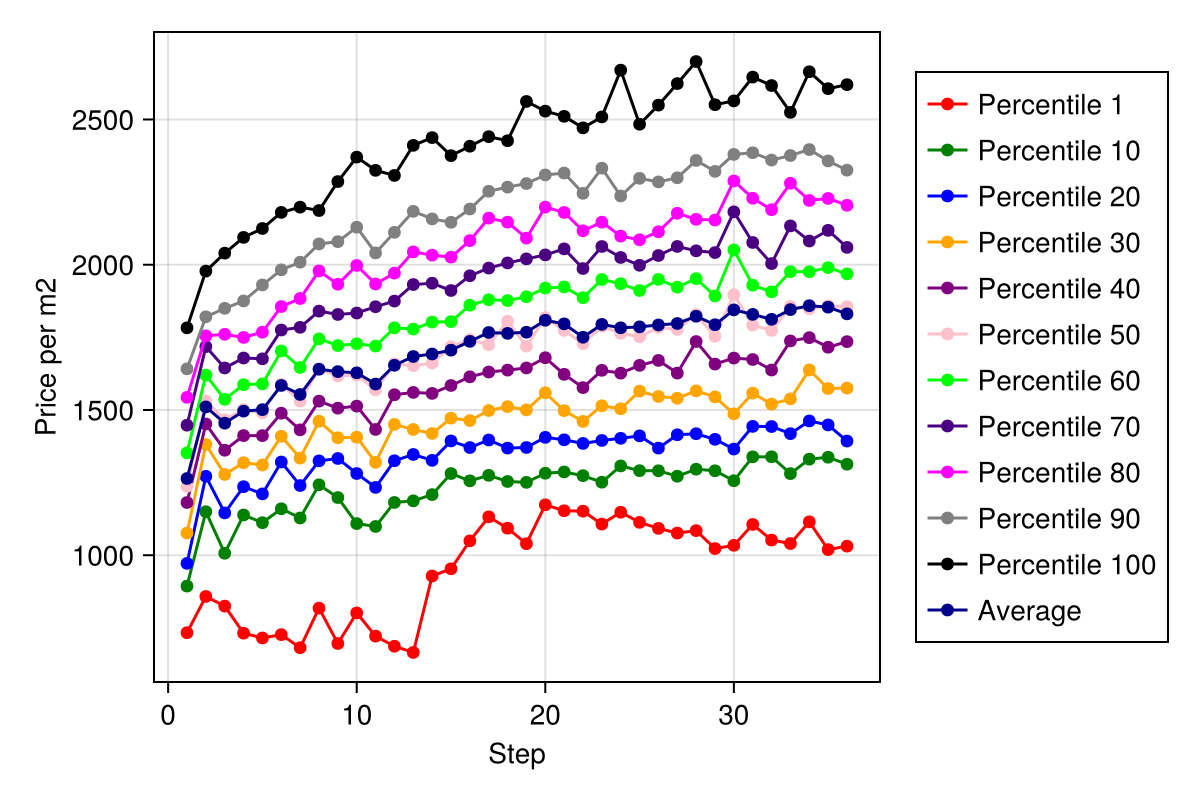 2500
2000
1500
1000
Price per m2
0 10 20 30
Step
Percentile 1
Percentile 10
Percentile 20
Percentile 30
Percentile 40
Percentile 50
Percentile 60
Percentile 70
Percentile 80
Percentile 90
Percentile 100
Average